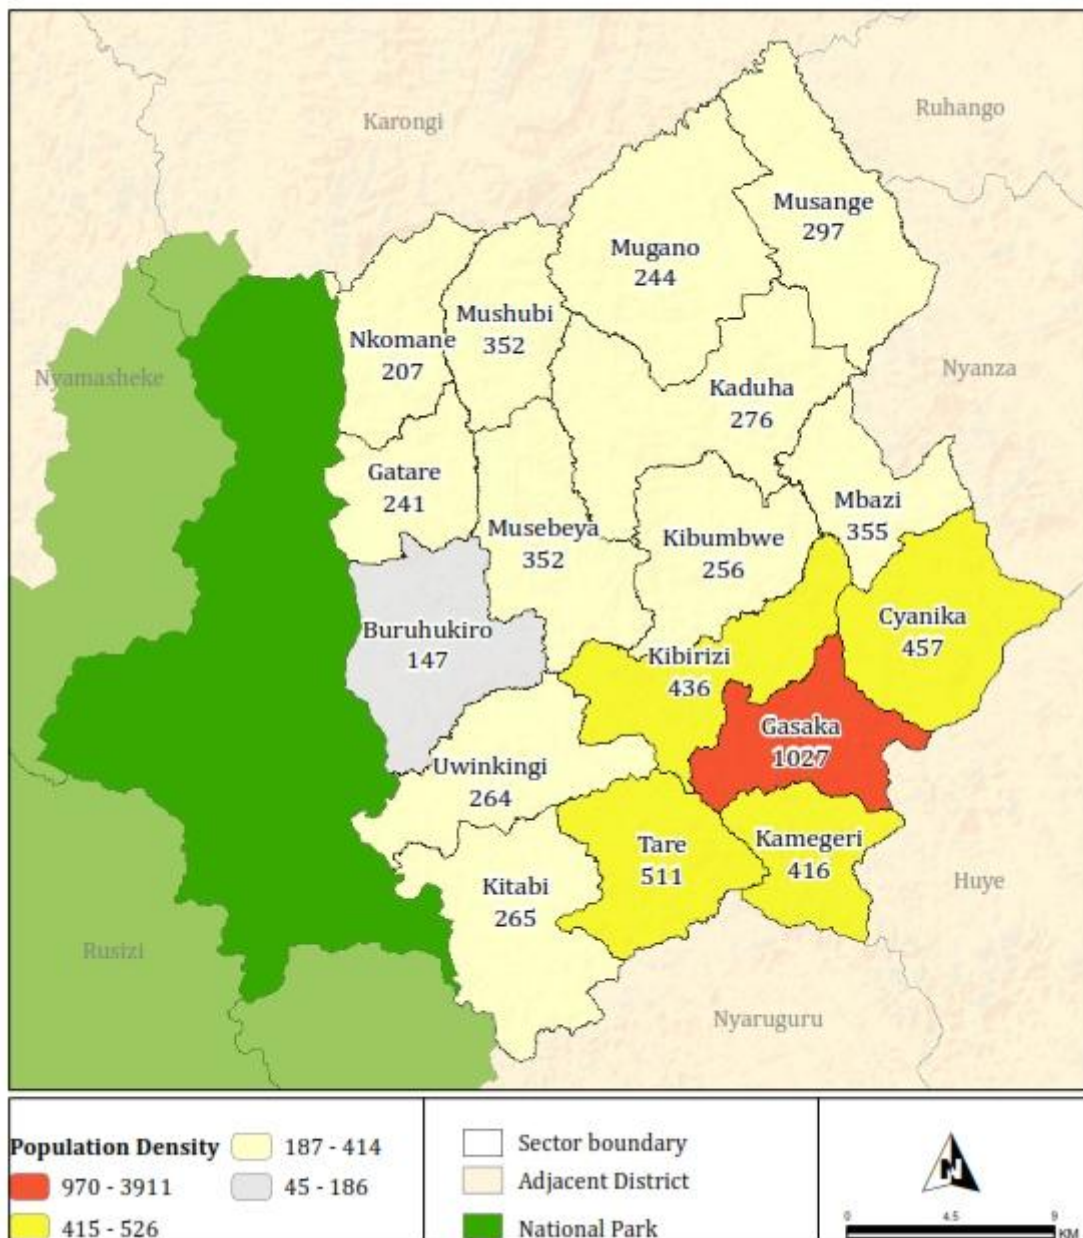 Karongi
Ruhango
Musange
297
Mugano
244
Mushubi
352
Nkomane
207
Nyamasheke
Nyanza
Kaduha
276
Gatare
241
Mbazi
355
Musebeya
352
Kibumbwe
256
Cyanika
457
Buruhukiro
147
Kibirizi
436
Gasaka
1027
Uwinkingi
264
Tare
511
Kamegeri
416
Kitabi
265
Huye
Rusizi
Nyaruguru
Population Density
970 - 3911
415 - 526
187 - 414
45 - 186
Sector boundary
Adjacent District
National Park
N
0 4.5 9
KM